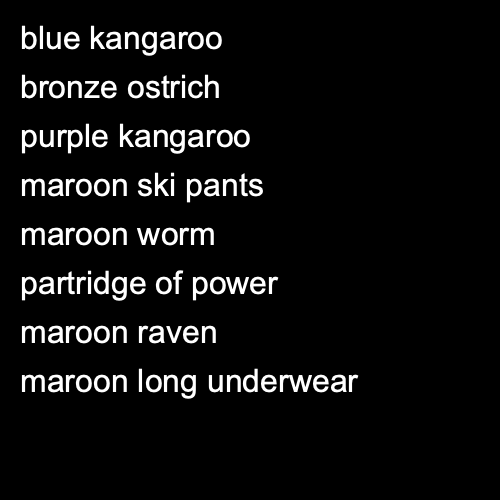 blue kangaroo
bronze ostrich
purple kangaroo
maroon ski pants
maroon worm
partridge of power
maroon raven
maroon long underwear